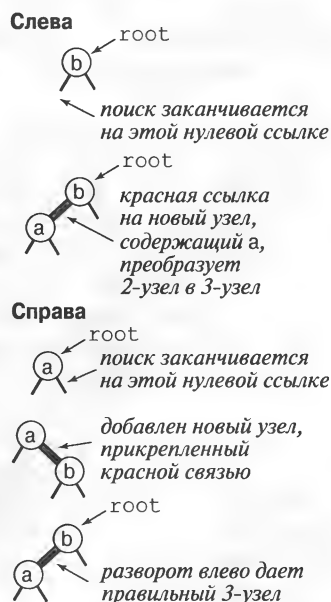 Слева
root
b
поиск заканчивается
на этой нулевой ссылке
root
b
a
красная ссылка
на новый узел,
содержащий a,
преобразует
2-узел в 3-узел
Справа
root
a
поиск заканчивается
на этой нулевой ссылке
a
b
добавлен новый узел,
прикрепленный
красной связью
root
b
a
разворот влево дает
правильный 3-узел